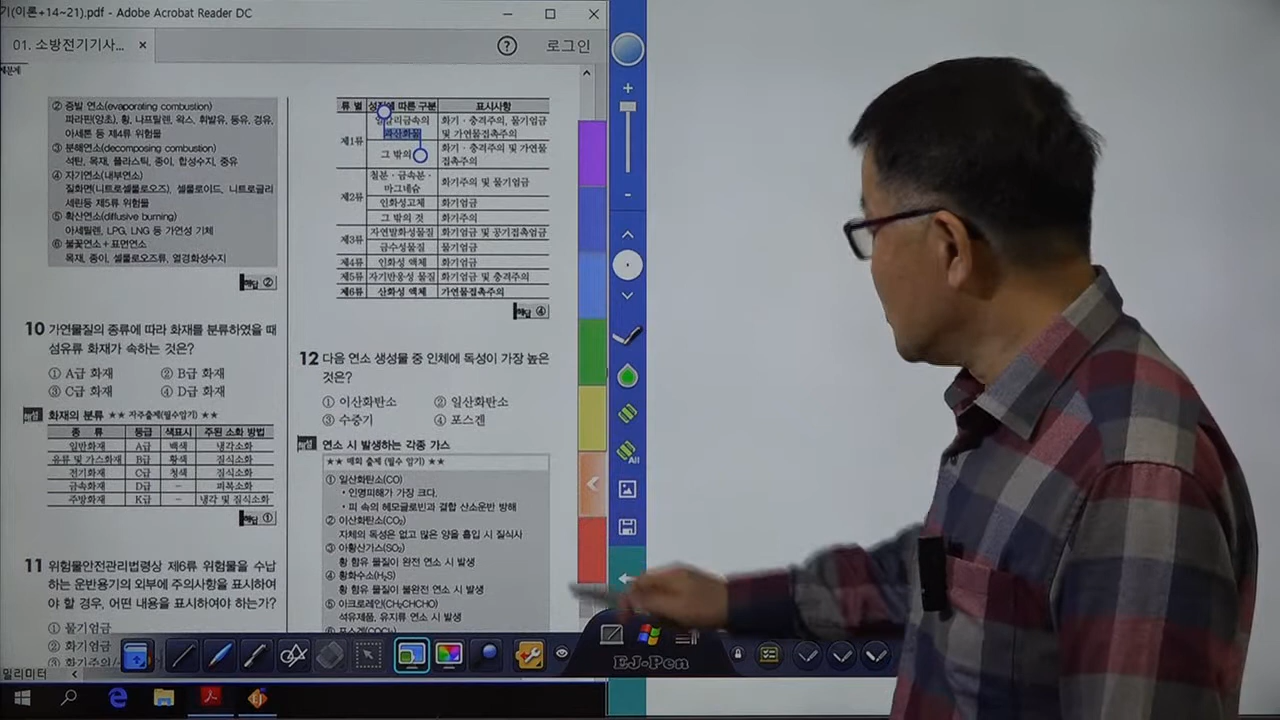 기(이론+14~21).pdf - Adobe Acrobat Reader DC
01. 소방전기기사... ×
로그인
② 증발 연소(evaporating combustion)
파라핀(양초), 황, 나프틸렌, 왁스, 휘발유, 등유, 경유,
아세톤 등 제4류 위험물
③ 분해연소(decomposing combustion)
석탄, 목재, 플라스틱, 종이, 합성수지, 중유
④ 자기연소(내부연소)
질화면(니트로셀룰로오즈), 셀룰로이드, 니트로글리
세린등 제5류 위험물
⑤ 확산연소(diffusive burning)
아세틸렌, LPG, LNG 등 가연성 기체
⑥ 불꽃연소+표면연소
목재, 종이, 셀룰로오즈류, 열경화성수지
해답 ②
10 가연물질의 종류에 따라 화재를 분류하였을 때
섬유류 화재가 속하는 것은?
① A급 화재 ② B급 화재
③ C급 화재 ④ D급 화재
해설 화재의 분류 ★★ 자주출제(필수암기) ★★
종 류 등급 색표시 주된 소화 방법
일반화재 A급 백색 냉각소화
유류 및 가스화재 B급 황색 질식소화
전기화재 C급 청색 질식소화
금속화재 D급 - 피복소화
주방화재 K급 - 냉각 및 질식소화
해답 ①
11 위험물안전관리법령상 제6류 위험물을 수납
하는 운반용기의 외부에 주의사항을 표시하여
야 할 경우, 어떤 내용을 표시하여야 하는가?
① 물기엄금
② 화기엄금
류 별 성질에 따른 구분 표시사항
제1류 알칼리금속의 과산화물 화기·충격주의, 물기엄금 및 가연물접촉주의
그 밖의 화기·충격주의 및 가연물접촉주의
제2류 철분·금속분·마그네슘 화기주의 및 물기엄금
인화성고체 화기엄금
그 밖의 것 화기주의
제3류 자연발화성물질 화기엄금 및 공기접촉엄금
금수성물질 물기엄금
제4류 인화성 액체 화기엄금
제5류 자기반응성 물질 화기엄금 및 충격주의
제6류 산화성 액체 가연물접촉주의
해답 ④
12 다음 연소 생성물 중 인체에 독성이 가장 높은
것은?
① 이산화탄소 ② 일산화탄소
③ 수증기 ④ 포스겐
해설 연소 시 발생하는 각종 가스
★★ 매회 출제 (필수 암기) ★★
① 일산화탄소(CO)
• 인명피해가 가장 크다.
• 피 속의 헤모글로빈과 결합 산소운반 방해
② 이산화탄소(CO₂)
자체의 독성은 없고 많은 양을 흡입 시 질식사
③ 아황산가스(SO₂)
황 함유 물질이 완전 연소 시 발생
④ 황화수소(H₂S)
황 함유 물질이 불완전 연소 시 발생
⑤ 아크로레인(CH₂CHCHO)
석유제품, 유지류 연소 시 발생
All
EJ-Pen
밀리미터